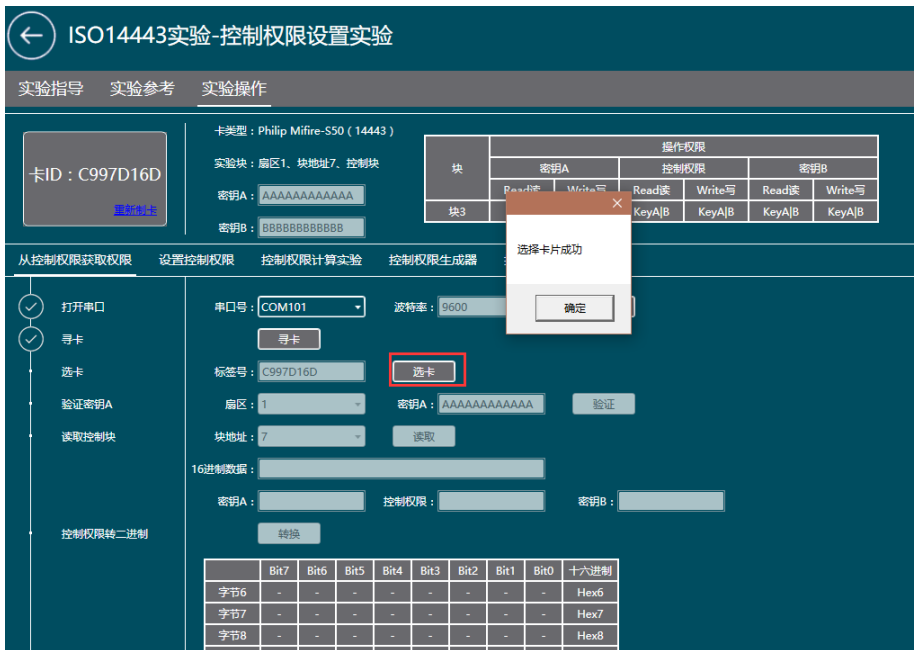 ISO14443实验-控制权限设置实验
实验指导 实验参考 实验操作
卡ID：C997D16D
重新制卡
卡类型：Philip Mifire-S50（14443）
实验块：扇区1、块地址7、控制块
密钥A： AAAAAAAAAAAA
密钥B： BBBBBBBBBBBB
块 操作权限
密钥A 控制权限 密钥B
Read读 Write写 Read读 Write写 Read读 Write写
块3 KeyA|B KeyA|B KeyA|B KeyA|B
选择卡片成功
确定
从控制权限获取权限 设置控制权限 控制权限计算实验 控制权限生成器
打开串口 串口号： COM101 波特率： 9600
寻卡 寻卡
选卡 标签号： C997D16D 选卡
验证密钥A 扇区： 1 密钥A： AAAAAAAAAAAA 验证
读取控制块 块地址： 7 读取
16进制数据：
密钥A： 控制权限： 密钥B：
控制权限转二进制 转换
Bit7 Bit6 Bit5 Bit4 Bit3 Bit2 Bit1 Bit0 十六进制
字节6 - - - - - - - - Hex6
字节7 - - - - - - - - Hex7
字节8 - - - - - - - - Hex8